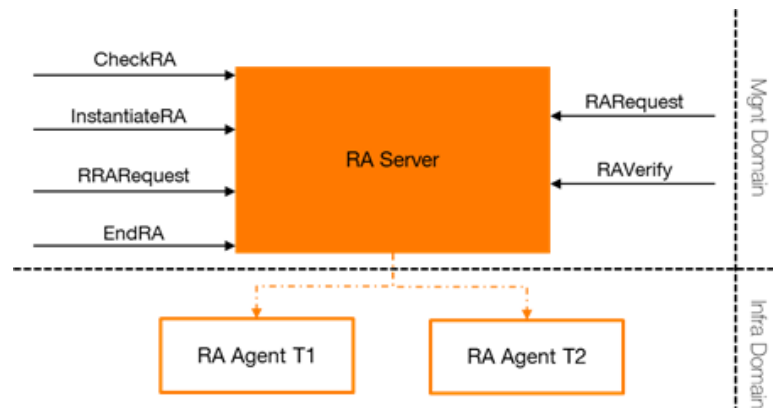 CheckRA
InstantiateRA
RRARequest
EndRA
RA Server
RARequest
RAVerify
Mgnt Domain
RA Agent T1
RA Agent T2
Infra Domain